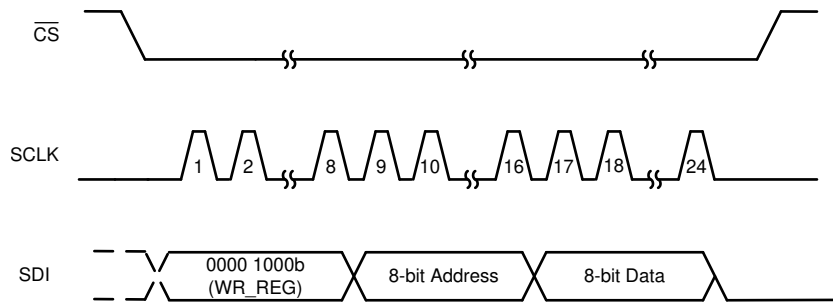 CS
SCLK
1 2 8 9 10 16 17 18 24
SDI
0000 1000b
(WR_REG)
8-bit Address
8-bit Data